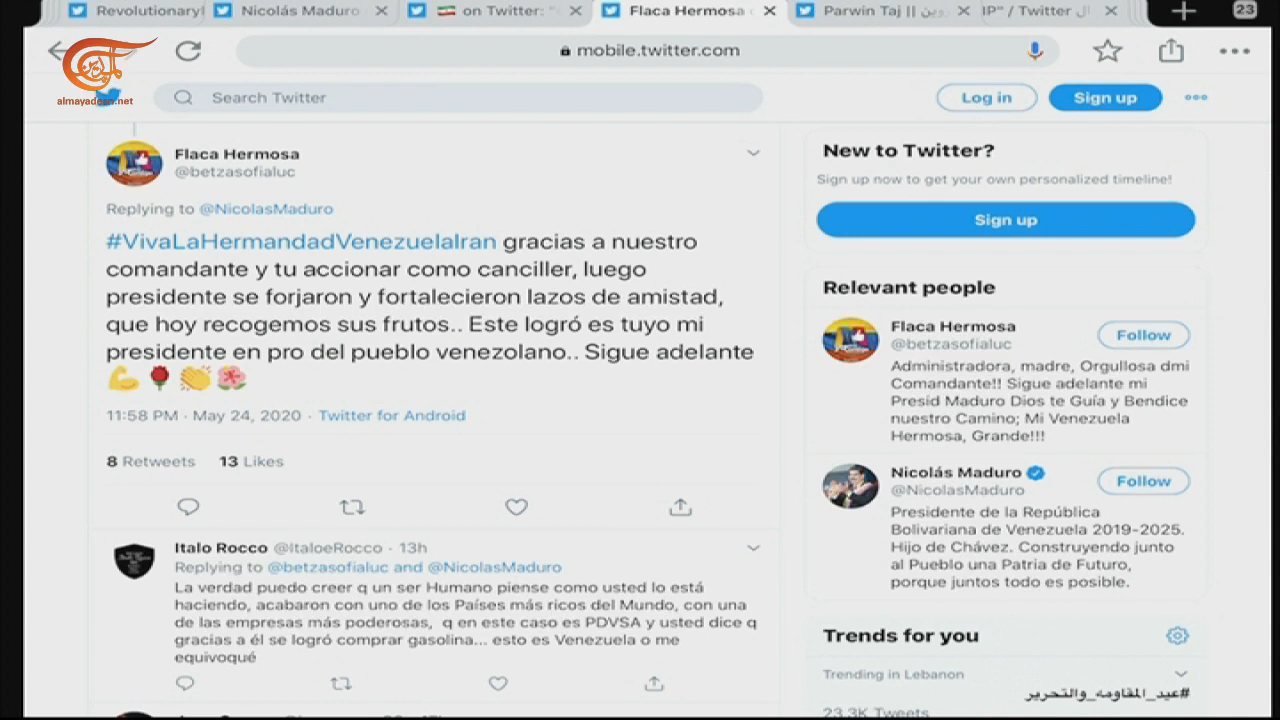 Revolutionary
Nicolás Maduro
on Twitter: "
Flaca Hermosa
Parwin Taj ||
IP" / Twitter
23
mobile.twitter.com
almayadeen.net
Search Twitter
Log in
Sign up
Flaca Hermosa
@betzasofialuc
Replying to @NicolasMaduro
#VivaLaHermandadVenezuelaIran gracias a nuestro
comandante y tu accionar como canciller, luego
presidente se forjaron y fortalecieron lazos de amistad,
que hoy recogemos sus frutos.. Este logró es tuyo mi
presidente en pro del pueblo venezolano.. Sigue adelante
💪🌹👏🌺
11:58 PM · May 24, 2020 · Twitter for Android
8 Retweets 13 Likes
Italo Rocco @ItaloeRocco · 13h
Replying to @betzasofialuc and @NicolasMaduro
La verdad puedo creer q un ser Humano piense como usted lo está
haciendo, acabaron con uno de los Países más ricos del Mundo, con una
de las empresas más poderosas, q en este caso es PDVSA y usted dice q
gracias a él se logró comprar gasolina... esto es Venezuela o me
equivoqué
New to Twitter?
Sign up now to get your own personalized timeline!
Sign up
Relevant people
Flaca Hermosa
@betzasofialuc
Follow
Administradora, madre, Orgullosa dmi
Comandante!! Sigue adelante mi
Presid Maduro Dios te Guía y Bendice
nuestro Camino; Mi Venezuela
Hermosa, Grande!!!
Nicolás Maduro
@NicolasMaduro
Follow
Presidente de la República
Bolivariana de Venezuela 2019-2025.
Hijo de Chávez. Construyendo junto
al Pueblo una Patria de Futuro,
porque juntos todo es posible.
Trends for you
Trending in Lebanon
#عيد_المقاومه_والتحرير
23.3K Tweets